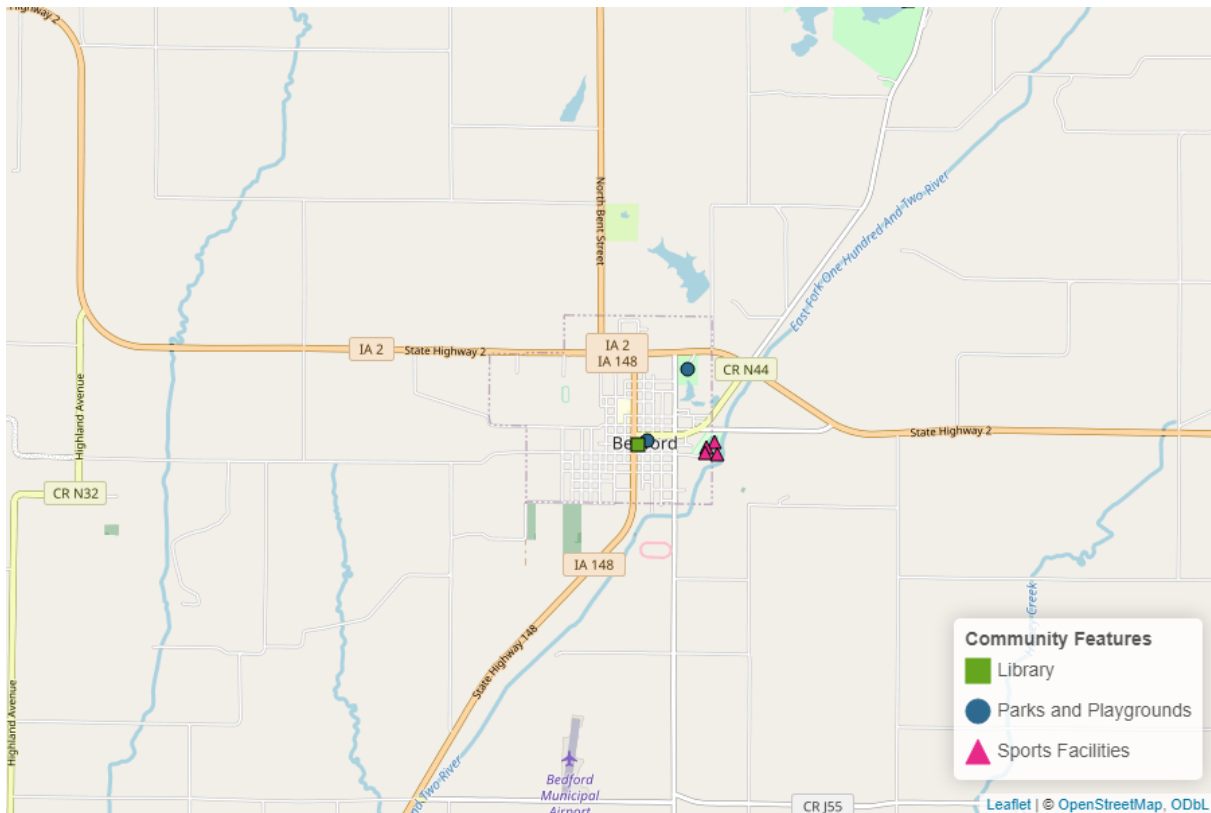 Highway 2
North Bent Street
East Fork One Hundred And Two River
IA 2
State Highway 2
IA 2
IA 148
CR N44
Highland Avenue
State Highway 2
Bedford
CR N32
IA 148
State Highway 148
Highland Avenue
Creek
nd Two River
Bedford
Municipal
Airport
CR J55
Community Features
Library
Parks and Playgrounds
Sports Facilities
Leaflet | © OpenStreetMap, ODbL